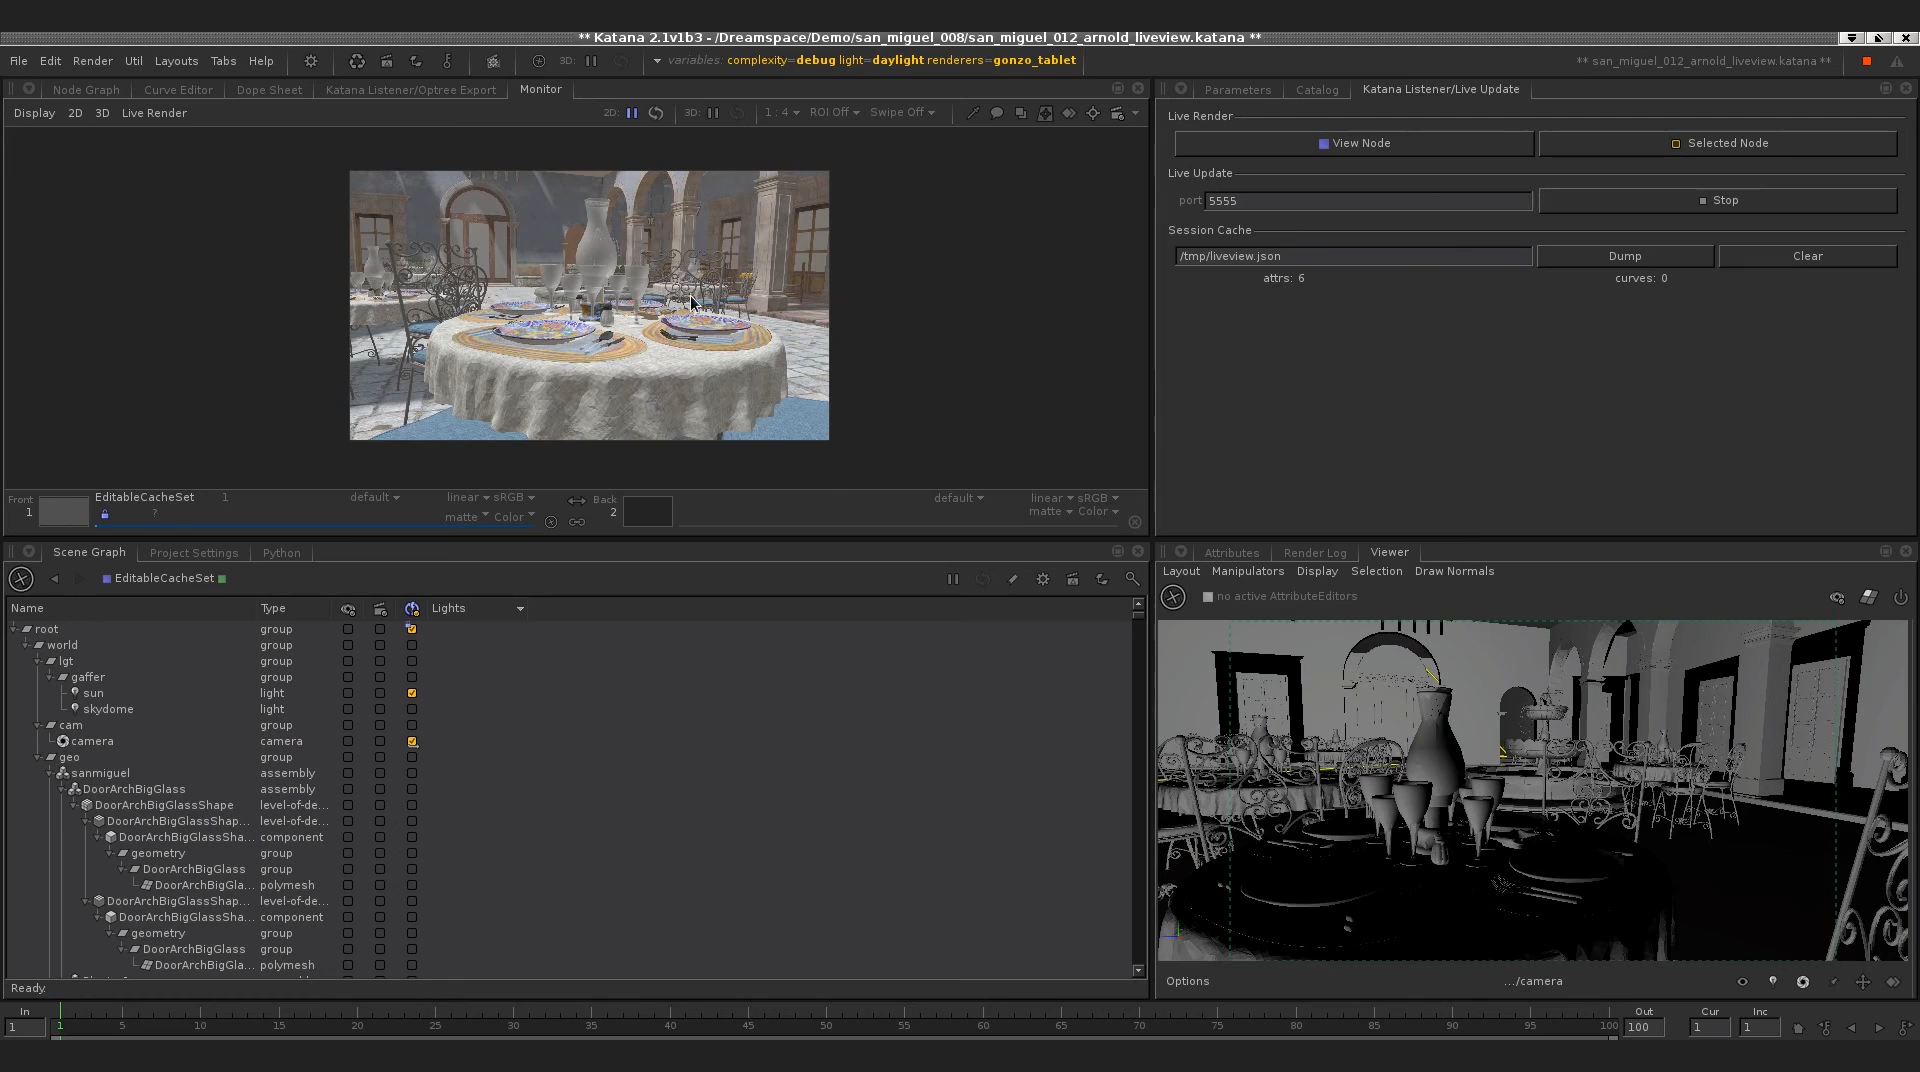 ** Katana 2.1v1b3 - /Dreamspace/Demo/san_miguel_008/san_miguel_012_arnold_liveview.katana **
File Edit Render Util Layouts Tabs Help 3D: variables: complexity=debug light=daylight renderers=gonzo_tablet ** san_miguel_012_arnold_liveview.katana **
Node Graph Curve Editor Dope Sheet Katana Listener/Optree Export Monitor
Display 2D 3D Live Render 2D: 3D: 1 : 4 ROI Off Swipe Off
Front EditableCacheSet 1 default linear sRGB Back default linear sRGB
1 ? matte Color 2 matte Color
Parameters Catalog Katana Listener/Live Update
Live Render
View Node Selected Node
Live Update
port 5555 Stop
Session Cache
/tmp/liveview.json Dump Clear
attrs: 6 curves: 0
Scene Graph Project Settings Python
EditableCacheSet
Name Type Lights
root group
world group
lgt group
gaffer group
sun light
skydome light
cam group
camera camera
geo group
sanmiguel assembly
DoorArchBigGlass assembly
DoorArchBigGlassShape level-of-de...
DoorArchBigGlassShap... level-of-de...
DoorArchBigGlassSha... component
geometry group
DoorArchBigGlass group
DoorArchBigGla... polymesh
DoorArchBigGlassShap... level-of-de...
DoorArchBigGlassSha... component
geometry group
DoorArchBigGlass group
DoorArchBigGla... polymesh
Ready.
Attributes Render Log Viewer
Layout Manipulators Display Selection Draw Normals
no active AttributeEditors
Options .../camera
In Out Cur Inc
1 1 5 10 15 20 25 30 35 40 45 50 55 60 65 70 75 80 85 90 95 100 100 1 1